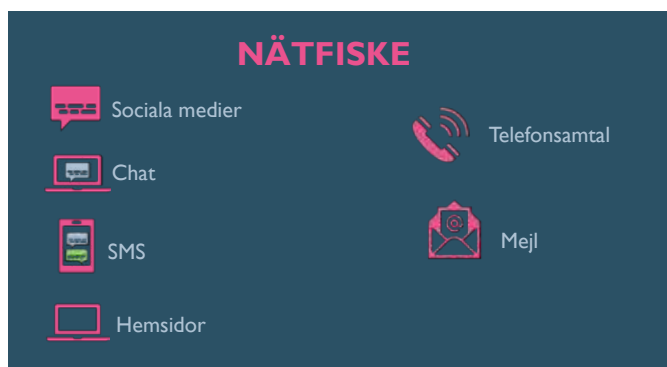 NÄTFISKE
Sociala medier
Chat
SMS
Hemsidor
Telefonsamtal
Mejl